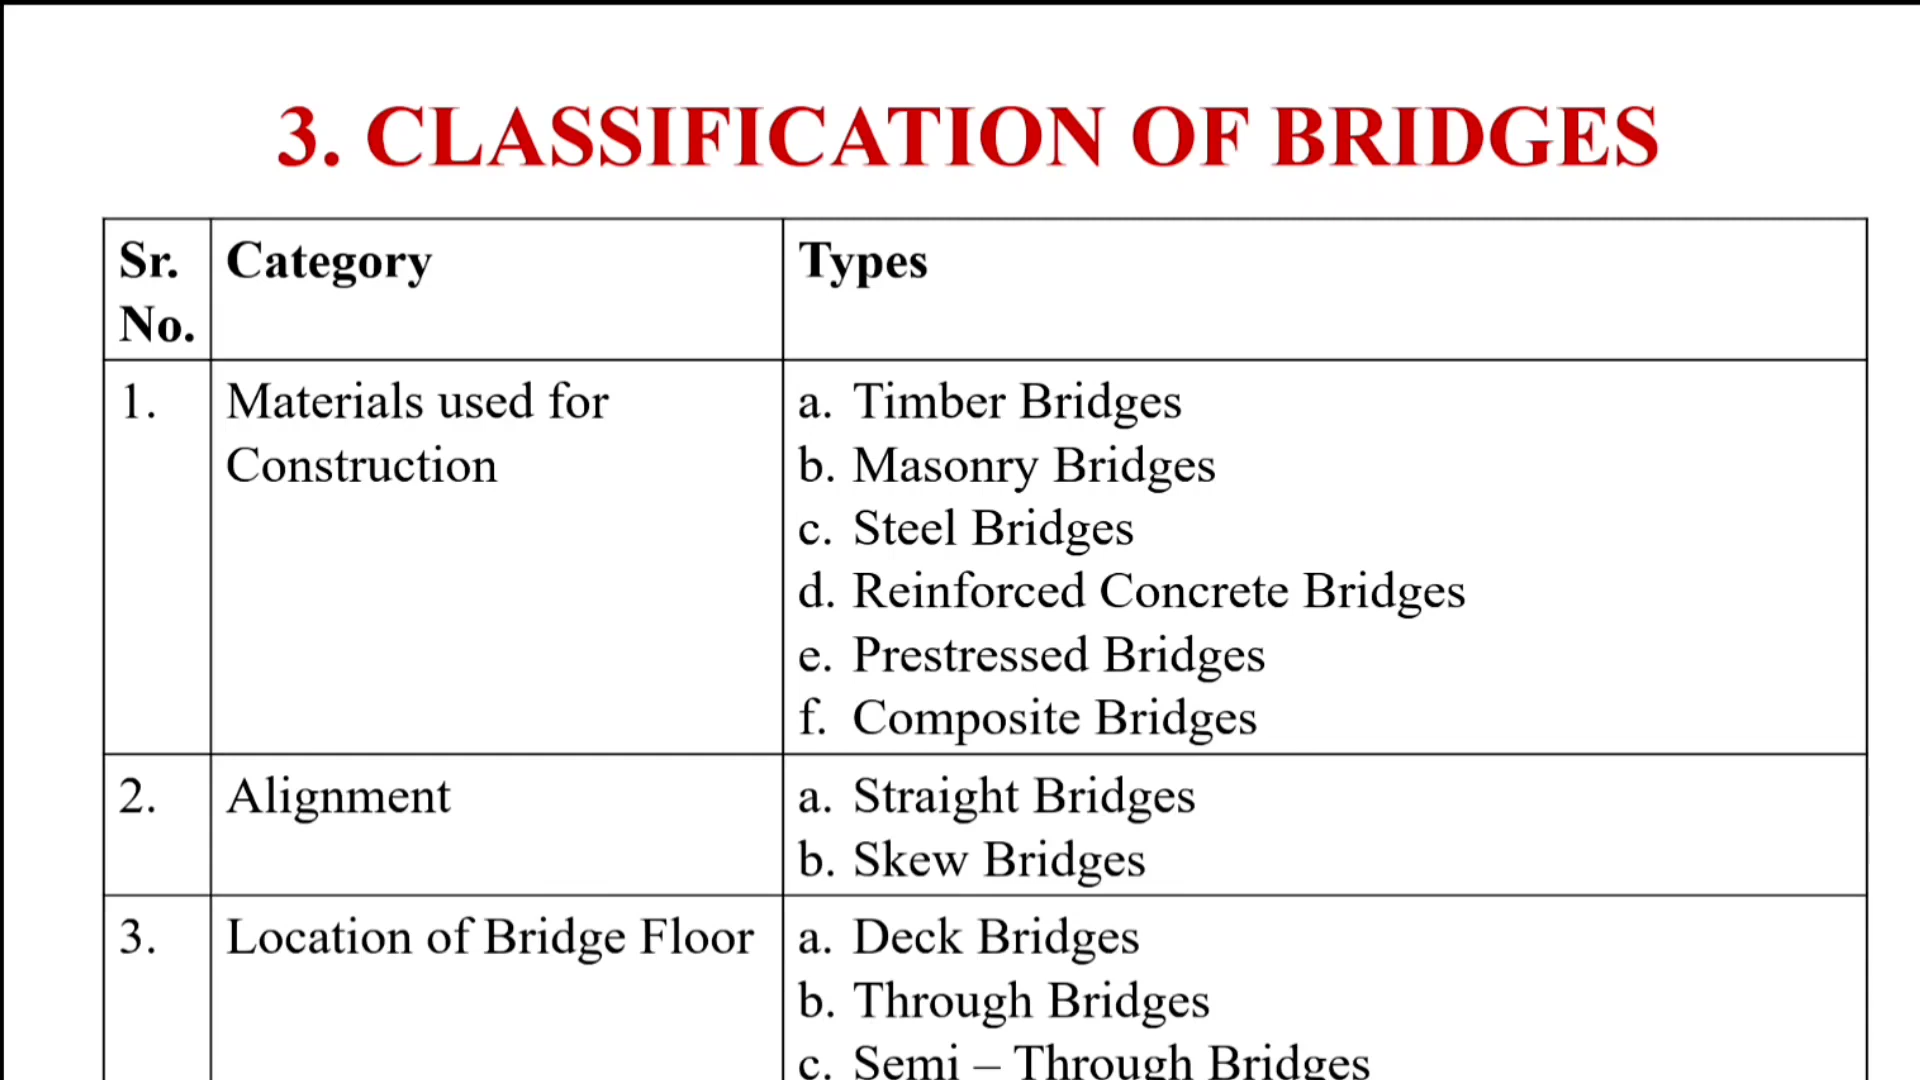 3. CLASSIFICATION OF BRIDGES
Sr. No.
Category
Types
1.
Materials used for
Construction
a. Timber Bridges
b. Masonry Bridges
c. Steel Bridges
d. Reinforced Concrete Bridges
e. Prestressed Bridges
f. Composite Bridges
2.
Alignment
a. Straight Bridges
b. Skew Bridges
3.
Location of Bridge Floor
a. Deck Bridges
b. Through Bridges
c. Semi – Through Bridges